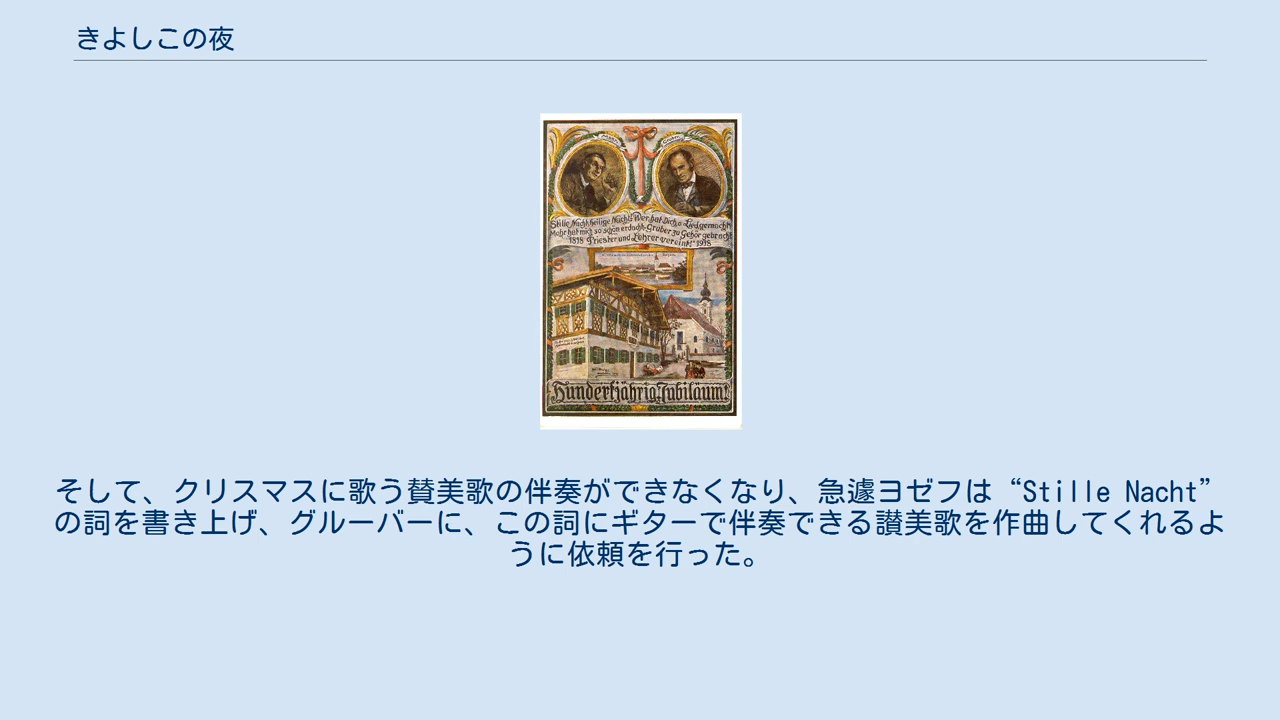 きよしこの夜
Stille Nacht! Heilige Nacht! Wer hat Dich, o Lied gemacht?
Mohr hat mich so schön erdacht, Gruber zu Gehör gebracht
1818 Priester und Lehrer vereint! 1918
Hundertjährig. Jubiläum!
そして、クリスマスに歌う賛美歌の伴奏ができなくなり、急遽ヨゼフは“Stille Nacht”
の詞を書き上げ、グルーバーに、この詞にギターで伴奏できる讃美歌を作曲してくれるよ
うに依頼を行った。